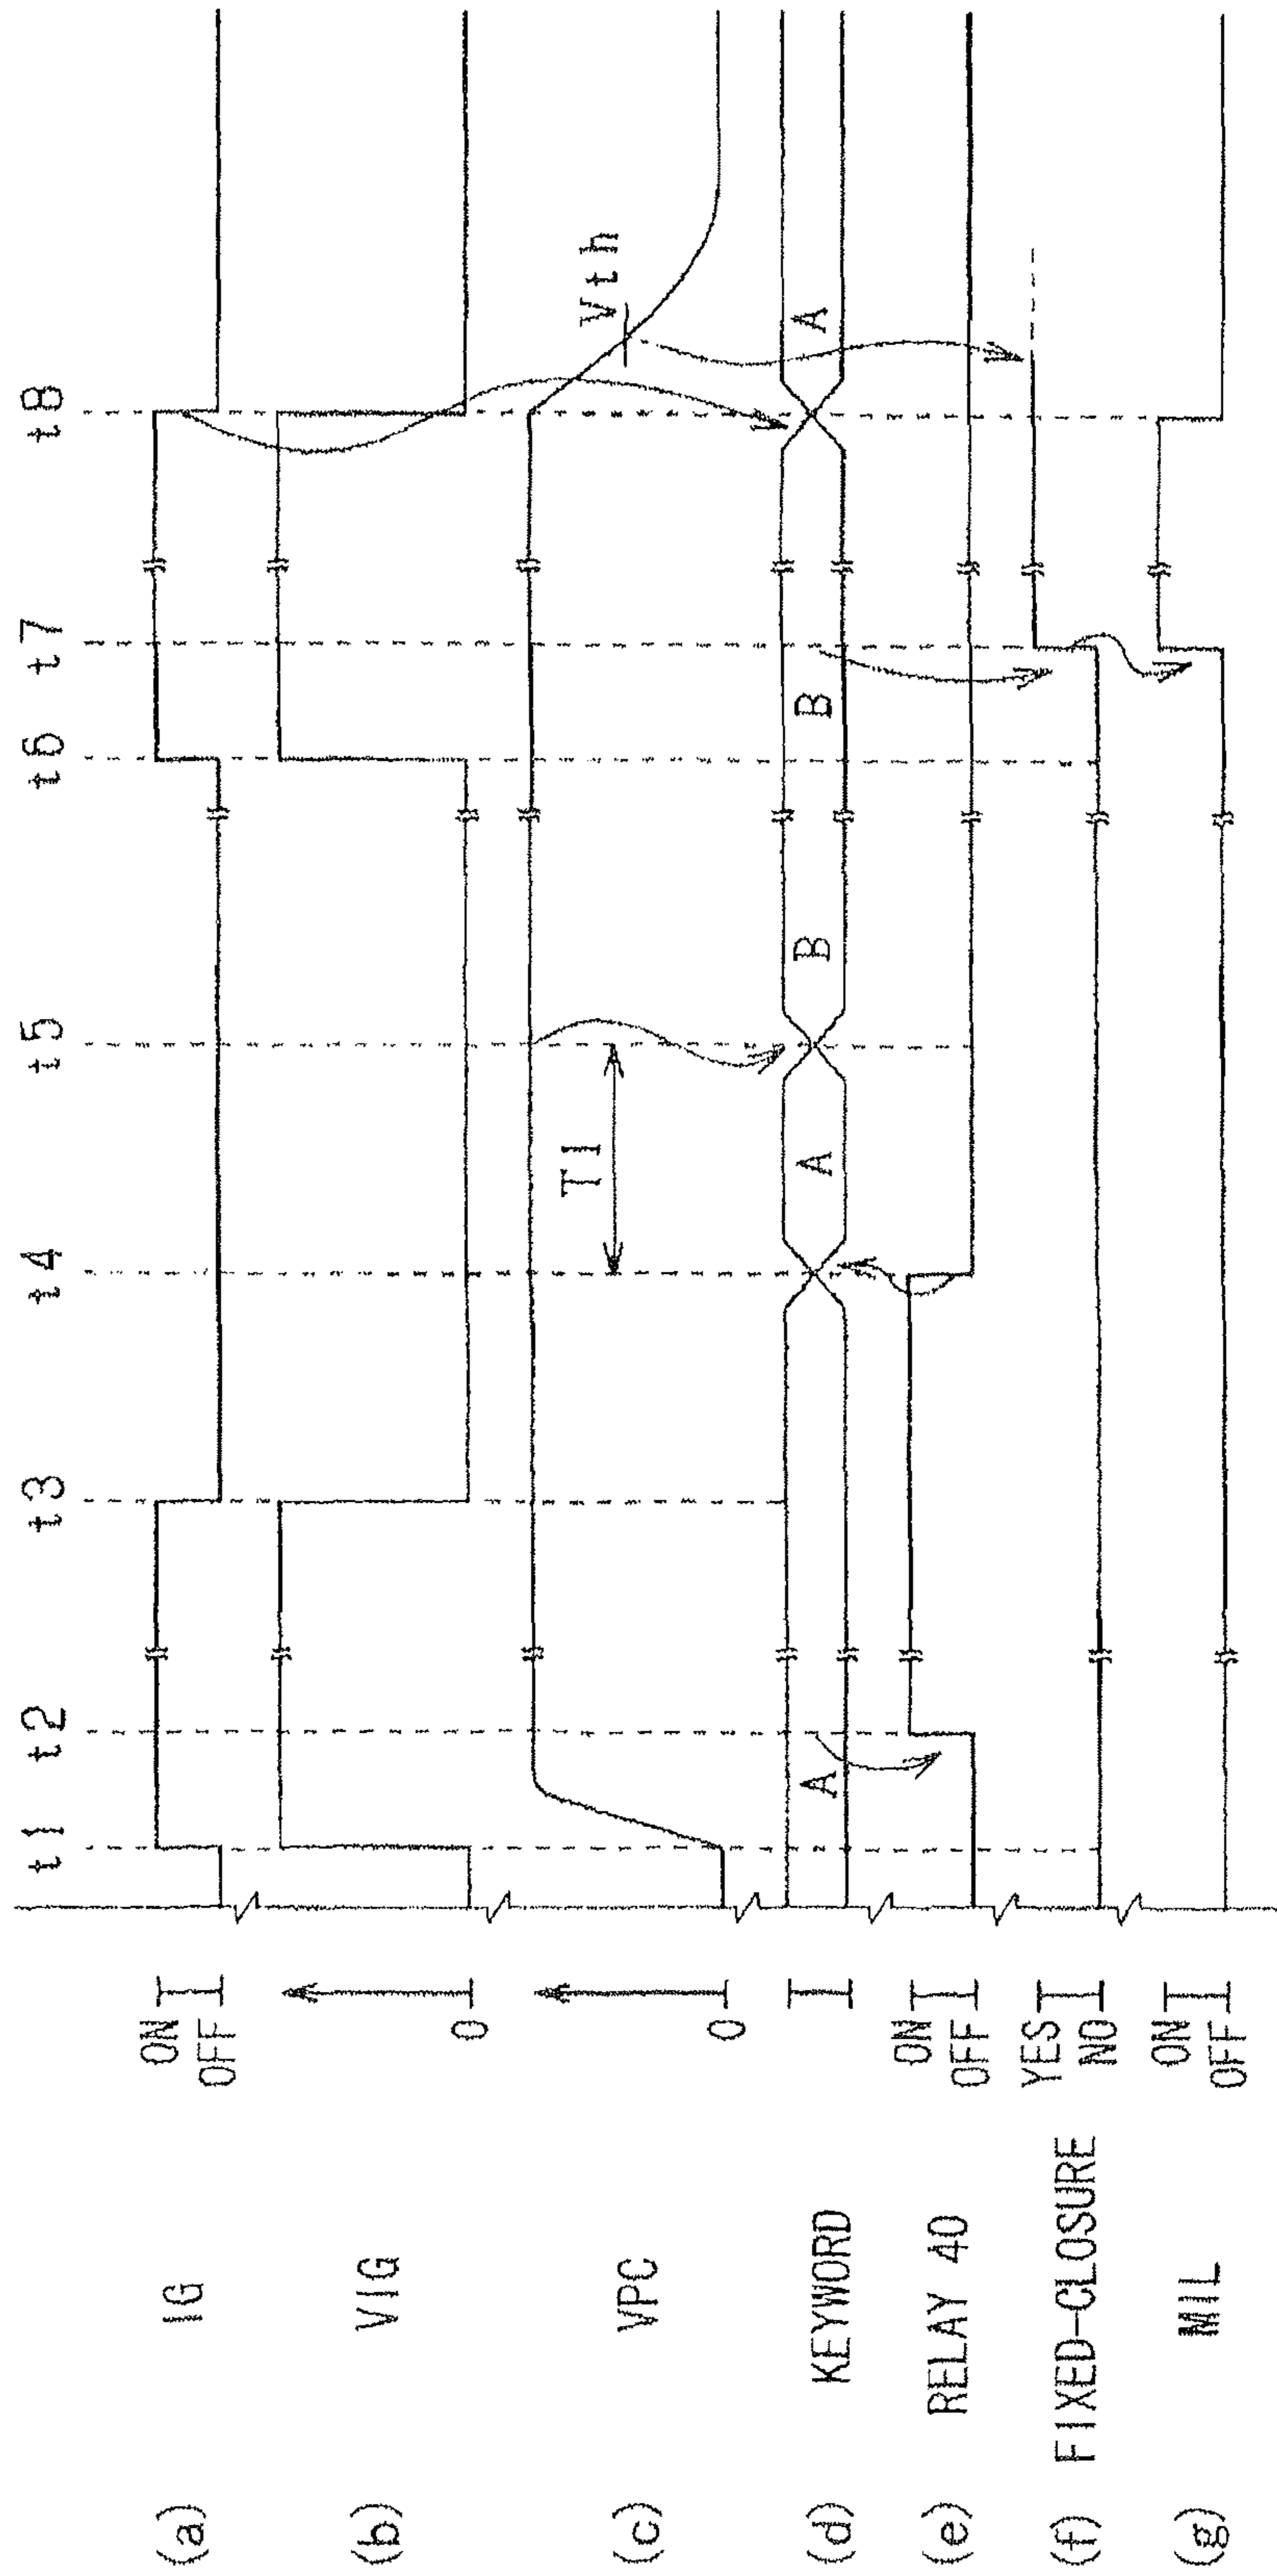 t1 t2 t3 t4 t5 t6 t7 t8
(a) IG ON
OFF
(b) VIG 0
(c) VPC 0
T1
Vth
(d) KEYWORD A A B B A
(e) RELAY 40 ON
OFF
(f) FIXED-CLOSURE YES
NO
(g) MIL ON
OFF